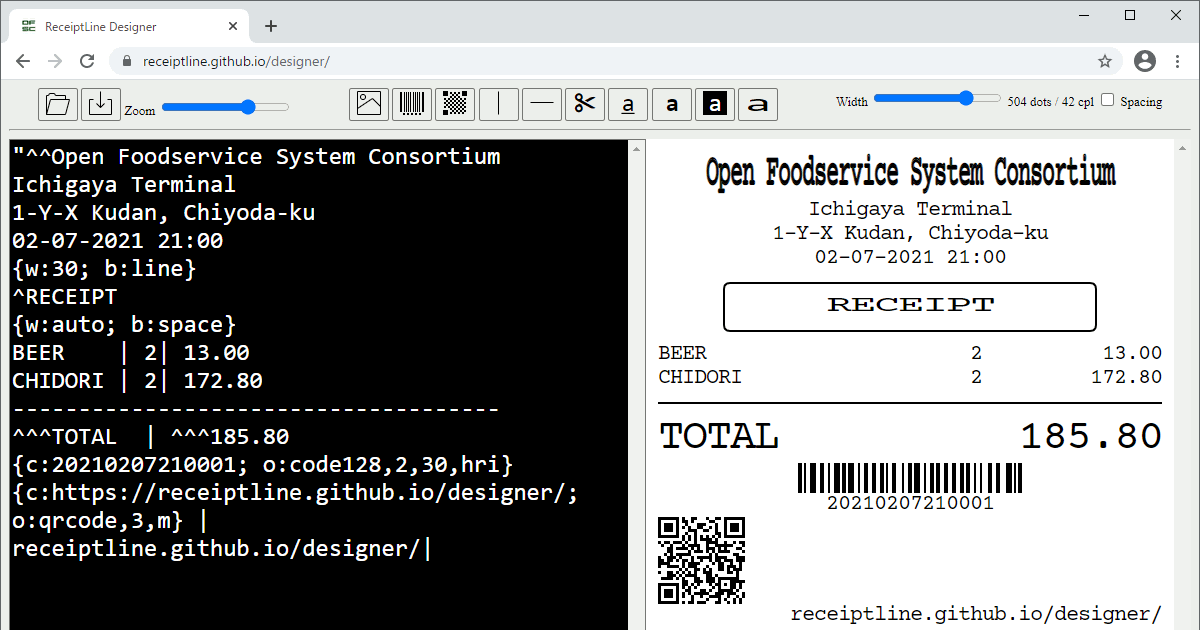 ReceiptLine Designer
receiptline.github.io/designer/
Zoom
a a a a
Width 504 dots / 42 cpl Spacing
"^^Open Foodservice System Consortium
Ichigaya Terminal
1-Y-X Kudan, Chiyoda-ku
02-07-2021 21:00
{w:30; b:line}
^RECEIPT
{w:auto; b:space}
BEER    | 2| 13.00
CHIDORI | 2| 172.80
-------------------------------------
^^^TOTAL  | ^^^185.80
{c:20210207210001; o:code128,2,30,hri}
{c:https://receiptline.github.io/designer/;
o:qrcode,3,m} |
receiptline.github.io/designer/|
Open Foodservice System Consortium
Ichigaya Terminal
1-Y-X Kudan, Chiyoda-ku
02-07-2021 21:00
RECEIPT
BEER 2 13.00
CHIDORI 2 172.80
TOTAL 185.80
20210207210001
receiptline.github.io/designer/